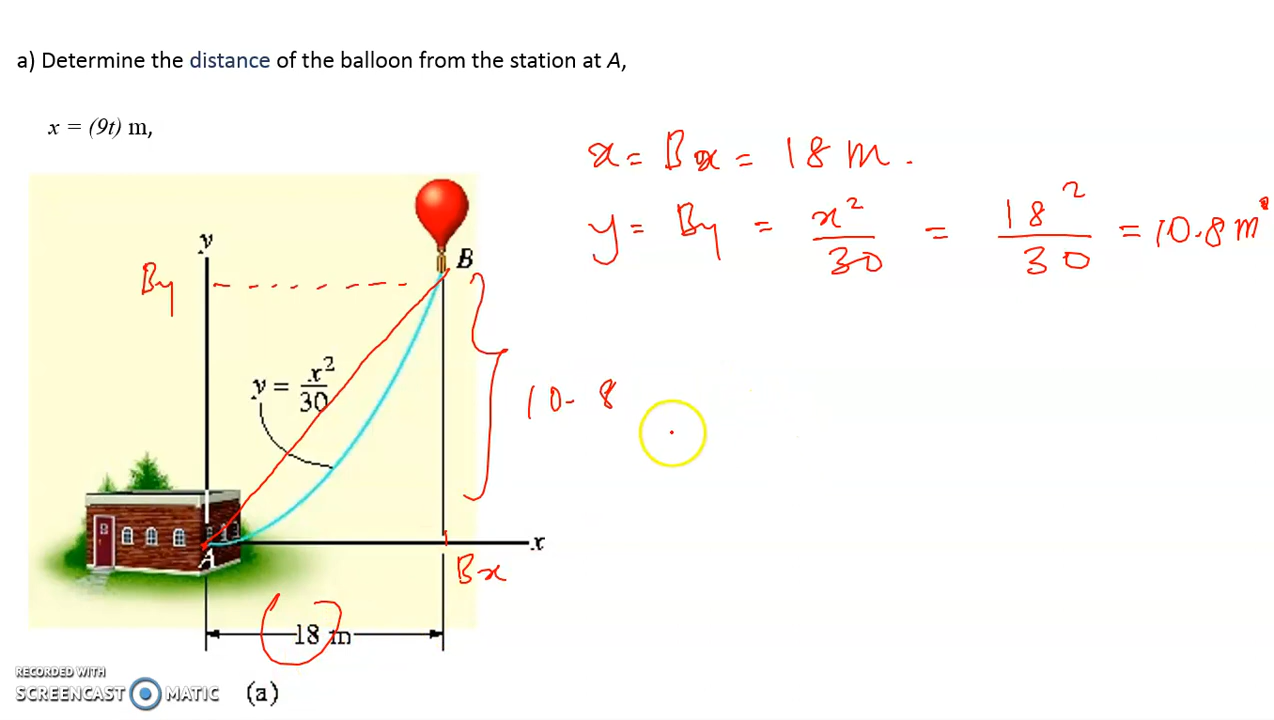 a) Determine the distance of the balloon from the station at A,
x = (9t) m,
x = Bx = 18 m.
y = By = x²/30 = 18²/30 = 10.8 m
y
B
By
y = x²/30
10.8
A
x
Bx
18 m
RECORDED WITH
SCREENCAST MATIC
(a)